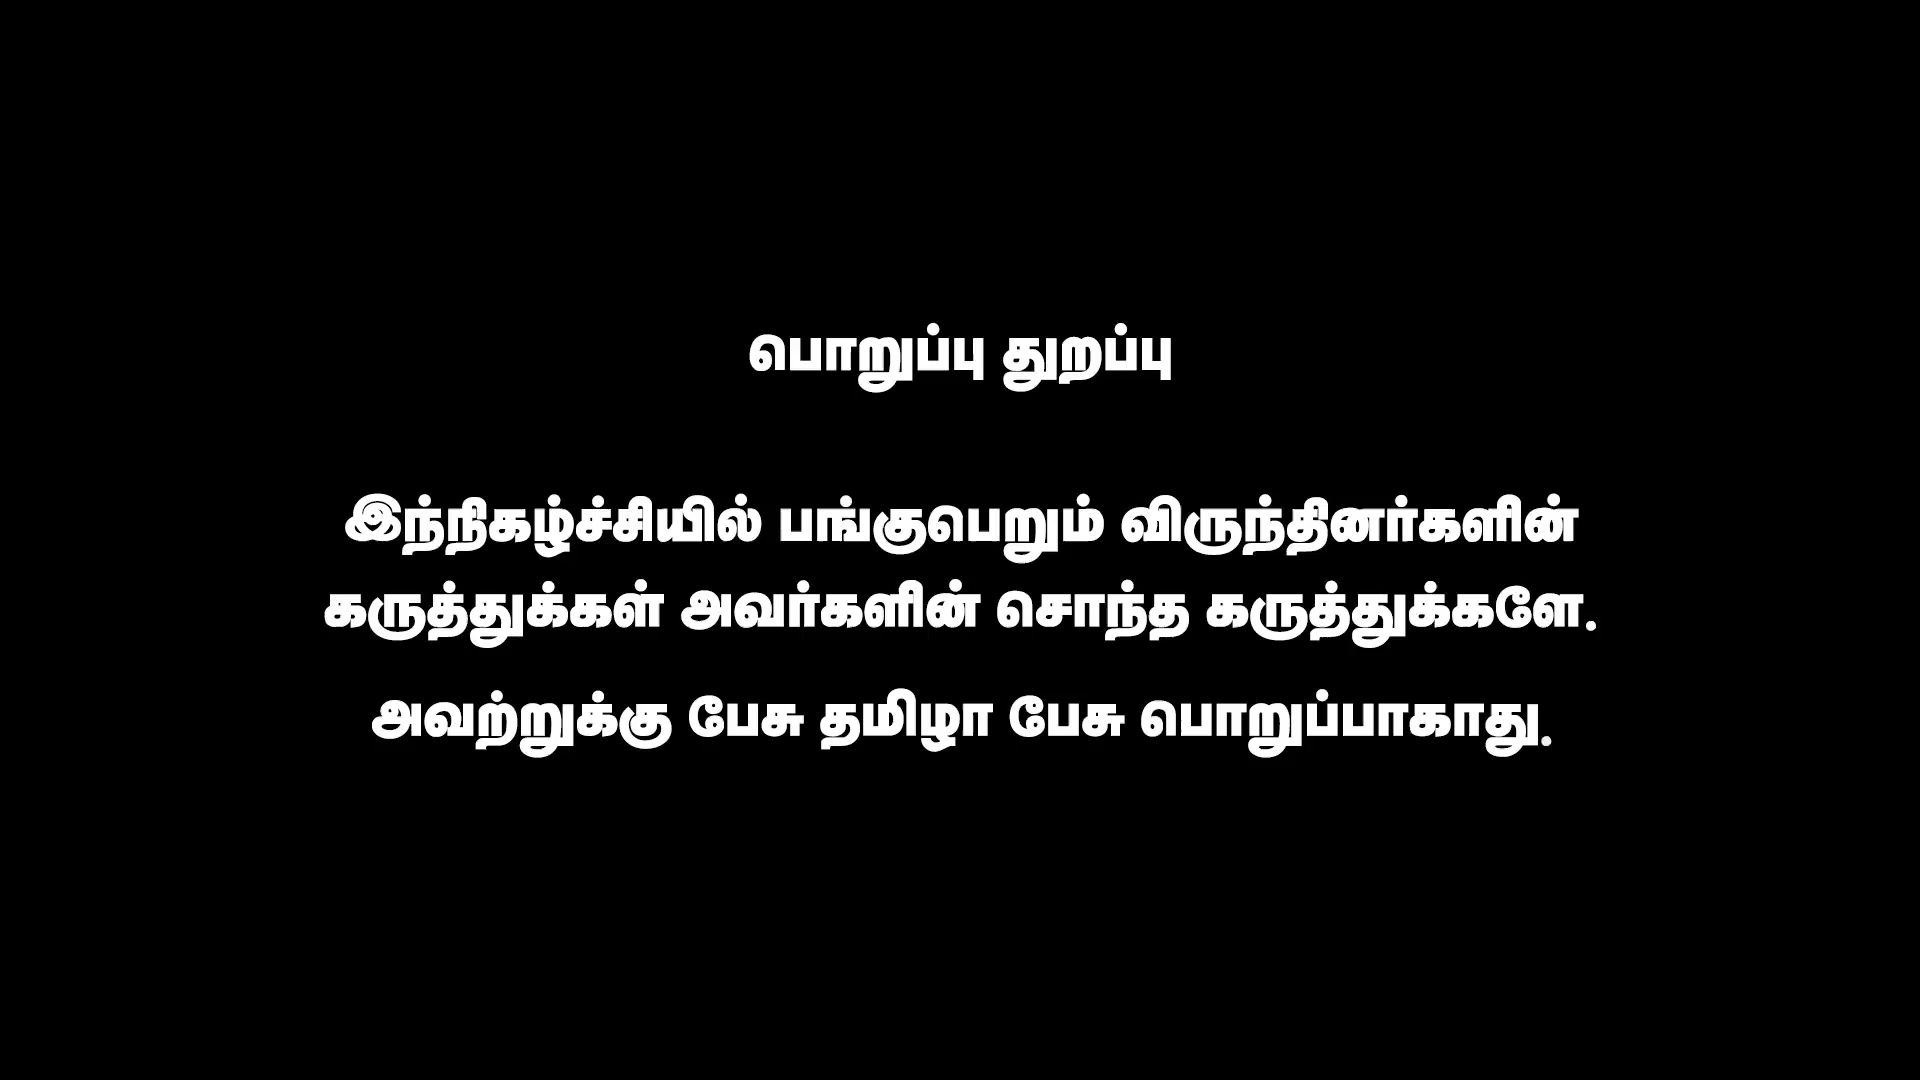 பொறுப்பு துறப்பு
இந்நிகழ்ச்சியில் பங்குபெறும் விருந்தினர்களின்
கருத்துக்கள் அவர்களின் சொந்த கருத்துக்களே.
அவற்றுக்கு பேசு தமிழா பேசு பொறுப்பாகாது.